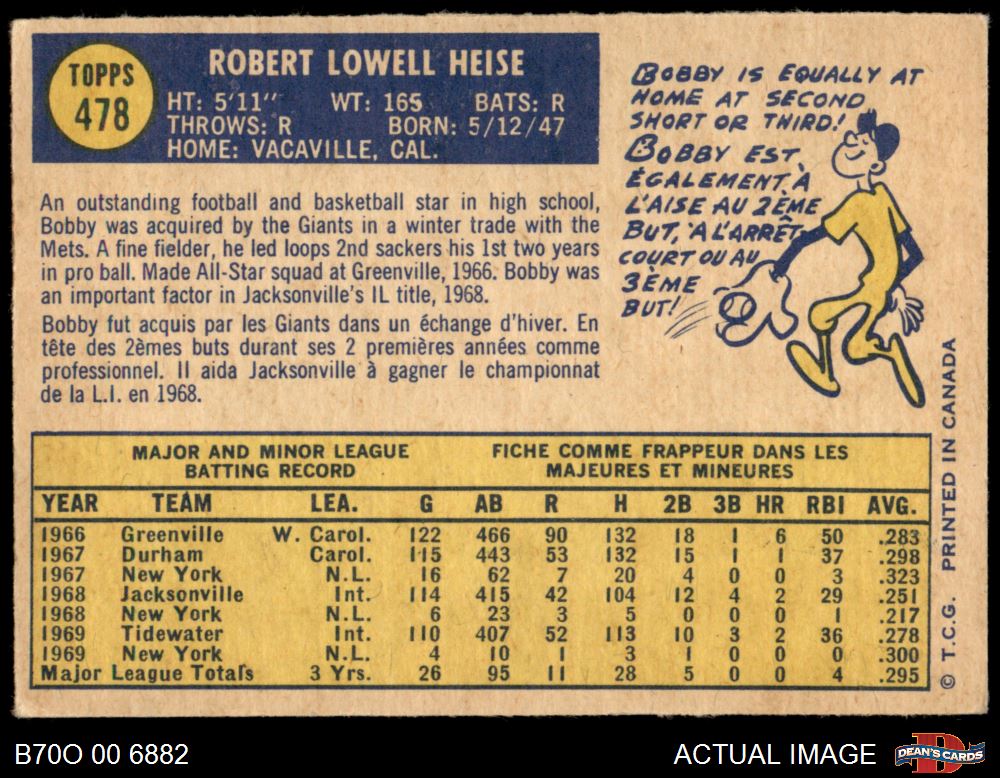 TOPPS
478
ROBERT LOWELL HEISE
HT: 5'11" WT: 165 BATS: R
THROWS: R BORN: 5/12/47
HOME: VACAVILLE, CAL.
An outstanding football and basketball star in high school,
Bobby was acquired by the Giants in a winter trade with the
Mets. A fine fielder, he led loops 2nd sackers his 1st two years
in pro ball. Made All-Star squad at Greenville, 1966. Bobby was
an important factor in Jacksonville's IL title, 1968.
Bobby fut acquis par les Giants dans un échange d'hiver. En
tête des 2èmes buts durant ses 2 premières années comme
professionnel. Il aida Jacksonville à gagner le championnat
de la L.I. en 1968.
BOBBY IS EQUALLY AT
HOME AT SECOND
SHORT OR THIRD!
BOBBY EST
ÉGALEMENT À
L'AISE AU 2ÈME
BUT, 'A L'ARRÊT-
COURT OU AU
3ÈME
BUT!
MAJOR AND MINOR LEAGUE
BATTING RECORD
FICHE COMME FRAPPEUR DANS LES
MAJEURES ET MINEURES
YEAR TEAM LEA. G AB R H 2B 3B HR RBI AVG.
1966 Greenville W. Carol. 122 466 90 132 18 1 6 50 .283
1967 Durham Carol. 115 443 53 132 15 1 1 37 .298
1967 New York N.L. 16 62 7 20 4 0 0 3 .323
1968 Jacksonville Int. 114 415 42 104 12 4 2 29 .251
1968 New York N.L. 6 23 3 5 0 0 0 1 .217
1969 Tidewater Int. 110 407 52 113 10 3 2 36 .278
1969 New York N.L. 4 10 1 3 1 0 0 0 .300
Major League Totals 3 Yrs. 26 95 11 28 5 0 0 4 .295
© T.C.G. PRINTED IN CANADA
B70O 00 6882
ACTUAL IMAGE
DEAN'S CARDS